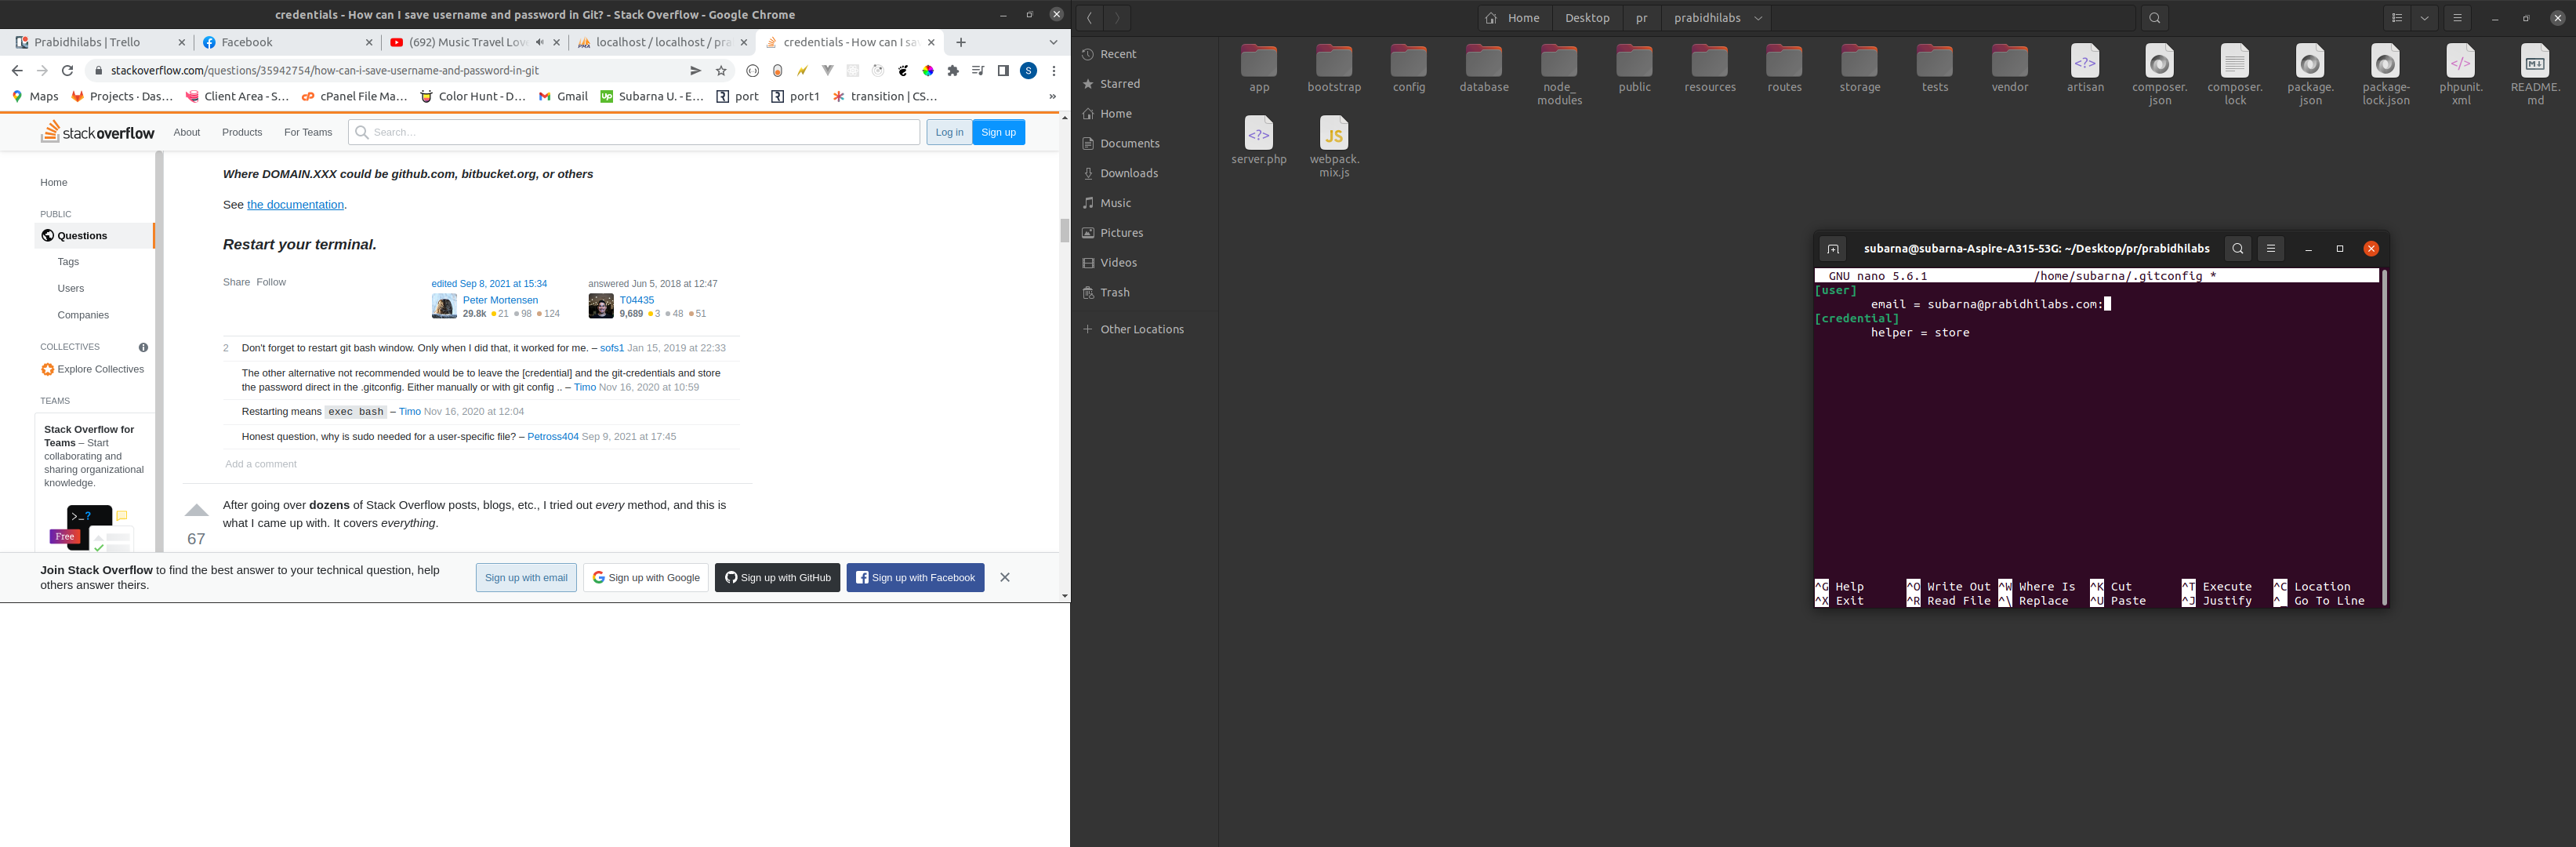 credentials - How can I save username and password in Git? - Stack Overflow - Google Chrome
Prabidhilabs | Trello
Facebook
(692) Music Travel Lov
localhost / localhost / pra
credentials - How can I sa
stackoverflow.com/questions/35942754/how-can-i-save-username-and-password-in-git
S
Maps
Projects · Das...
Client Area - S...
cPanel File Ma...
Color Hunt - D...
Gmail
Subarna U. - E...
port
port1
transition | CS...
»
stackoverflow
About
Products
For Teams
Search…
Log in
Sign up
Home
PUBLIC
Questions
Tags
Users
Companies
COLLECTIVES
Explore Collectives
TEAMS
Stack Overflow for
Teams – Start
collaborating and
sharing organizational
knowledge.
>_?
Free
Where DOMAIN.XXX could be github.com, bitbucket.org, or others
See the documentation.
Restart your terminal.
Share Follow
edited Sep 8, 2021 at 15:34
Peter Mortensen
29.8k 21 98 124
answered Jun 5, 2018 at 12:47
T04435
9,689 3 48 51
2 Don't forget to restart git bash window. Only when I did that, it worked for me. – sofs1 Jan 15, 2019 at 22:33
The other alternative not recommended would be to leave the [credential] and the git-credentials and store
the password direct in the .gitconfig. Either manually or with git config .. – Timo Nov 16, 2020 at 10:59
Restarting means exec bash – Timo Nov 16, 2020 at 12:04
Honest question, why is sudo needed for a user-specific file? – Petross404 Sep 9, 2021 at 17:45
Add a comment
After going over dozens of Stack Overflow posts, blogs, etc., I tried out every method, and this is
what I came up with. It covers everything.
67
Join Stack Overflow to find the best answer to your technical question, help
others answer theirs.
Sign up with email
Sign up with Google
Sign up with GitHub
Sign up with Facebook
Home
Desktop
pr
prabidhilabs
Recent
Starred
Home
Documents
Downloads
Music
Pictures
Videos
Trash
Other Locations
app
bootstrap
config
database
node_
modules
public
resources
routes
storage
tests
vendor
artisan
composer.
json
composer.
lock
package.
json
package-
lock.json
phpunit.
xml
README.
md
server.php
JS
webpack.
mix.js
subarna@subarna-Aspire-A315-53G: ~/Desktop/pr/prabidhilabs
GNU nano 5.6.1 /home/subarna/.gitconfig *
[user]
email = subarna@prabidhilabs.com:
[credential]
helper = store
^G Help ^O Write Out ^W Where Is ^K Cut ^T Execute ^C Location
^X Exit ^R Read File ^\ Replace ^U Paste ^J Justify ^_ Go To Line